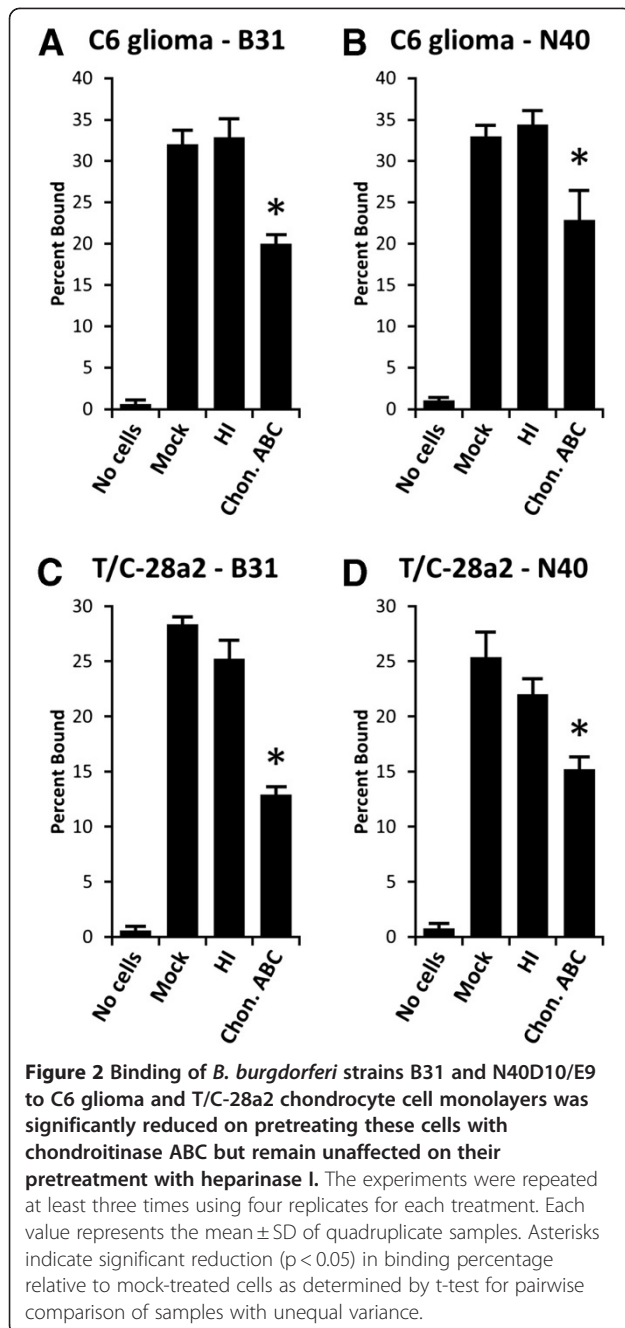 A C6 glioma - B31
Percent Bound
40
35
30
25
20
15
10
5
0
*
No cells
Mock
HI
Chon. ABC
B C6 glioma - N40
Percent Bound
40
35
30
25
20
15
10
5
0
*
No cells
Mock
HI
Chon. ABC
C T/C-28a2 - B31
Percent Bound
30
25
20
15
10
5
0
*
No cells
Mock
HI
Chon. ABC
D T/C-28a2 - N40
Percent Bound
30
25
20
15
10
5
0
*
No cells
Mock
HI
Chon. ABC
Figure 2 Binding of B. burgdorferi strains B31 and N40D10/E9
to C6 glioma and T/C-28a2 chondrocyte cell monolayers was
significantly reduced on pretreating these cells with
chondroitinase ABC but remain unaffected on their
pretreatment with heparinase I. The experiments were repeated
at least three times using four replicates for each treatment. Each
value represents the mean ± SD of quadruplicate samples. Asterisks
indicate significant reduction (p < 0.05) in binding percentage
relative to mock-treated cells as determined by t-test for pairwise
comparison of samples with unequal variance.